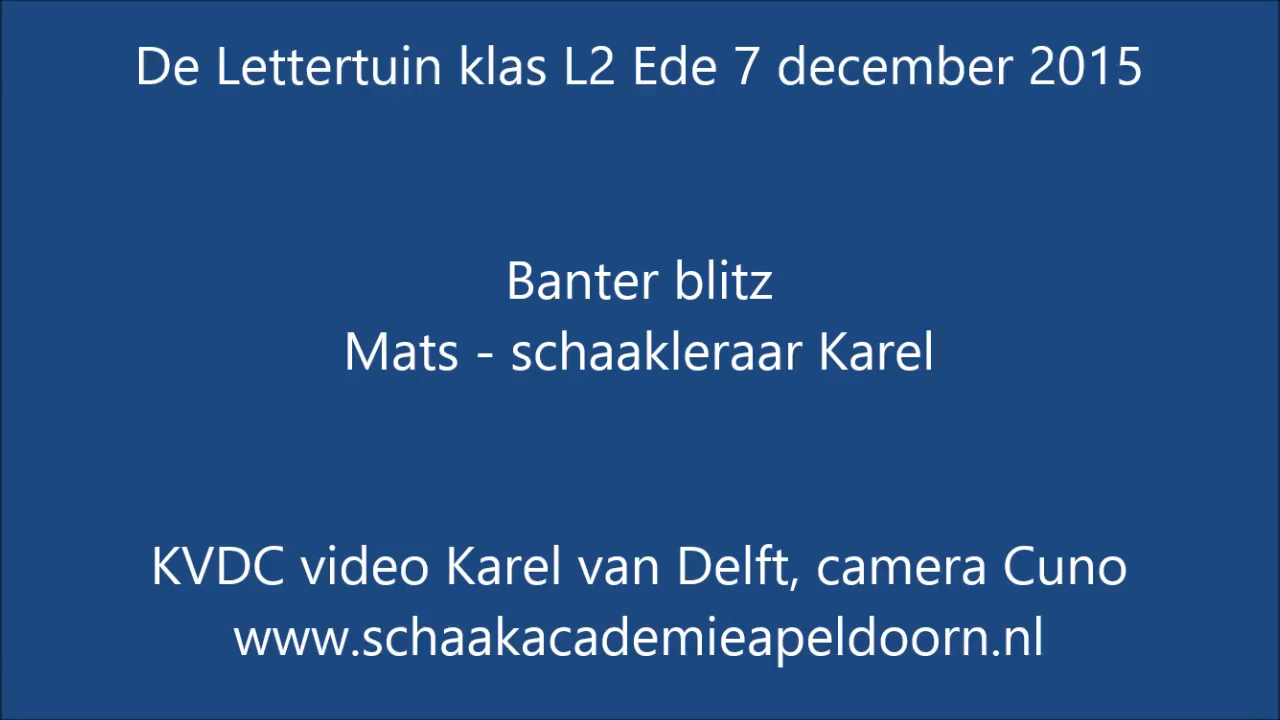 De Lettertuin klas L2 Ede 7 december 2015
Banter blitz
Mats - schaakleraar Karel
KVDC video Karel van Delft, camera Cuno
www.schaakacademieapeldoorn.nl